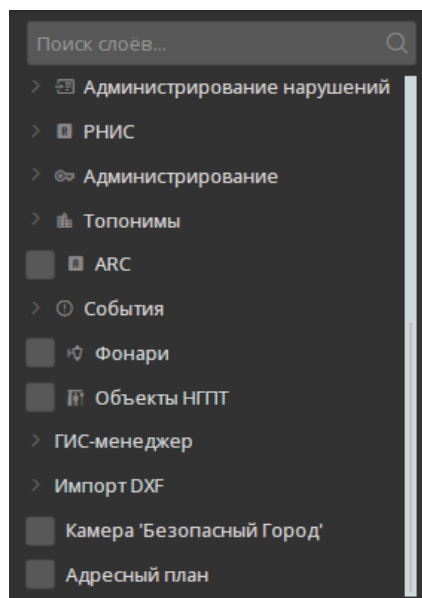 Поиск слоёв...
Администрирование нарушений
R РНИС
Администрирование
Топонимы
ARC
События
Фонари
Объекты НГПТ
ГИС-менеджер
Импорт DXF
Камера 'Безопасный Город'
Адресный план